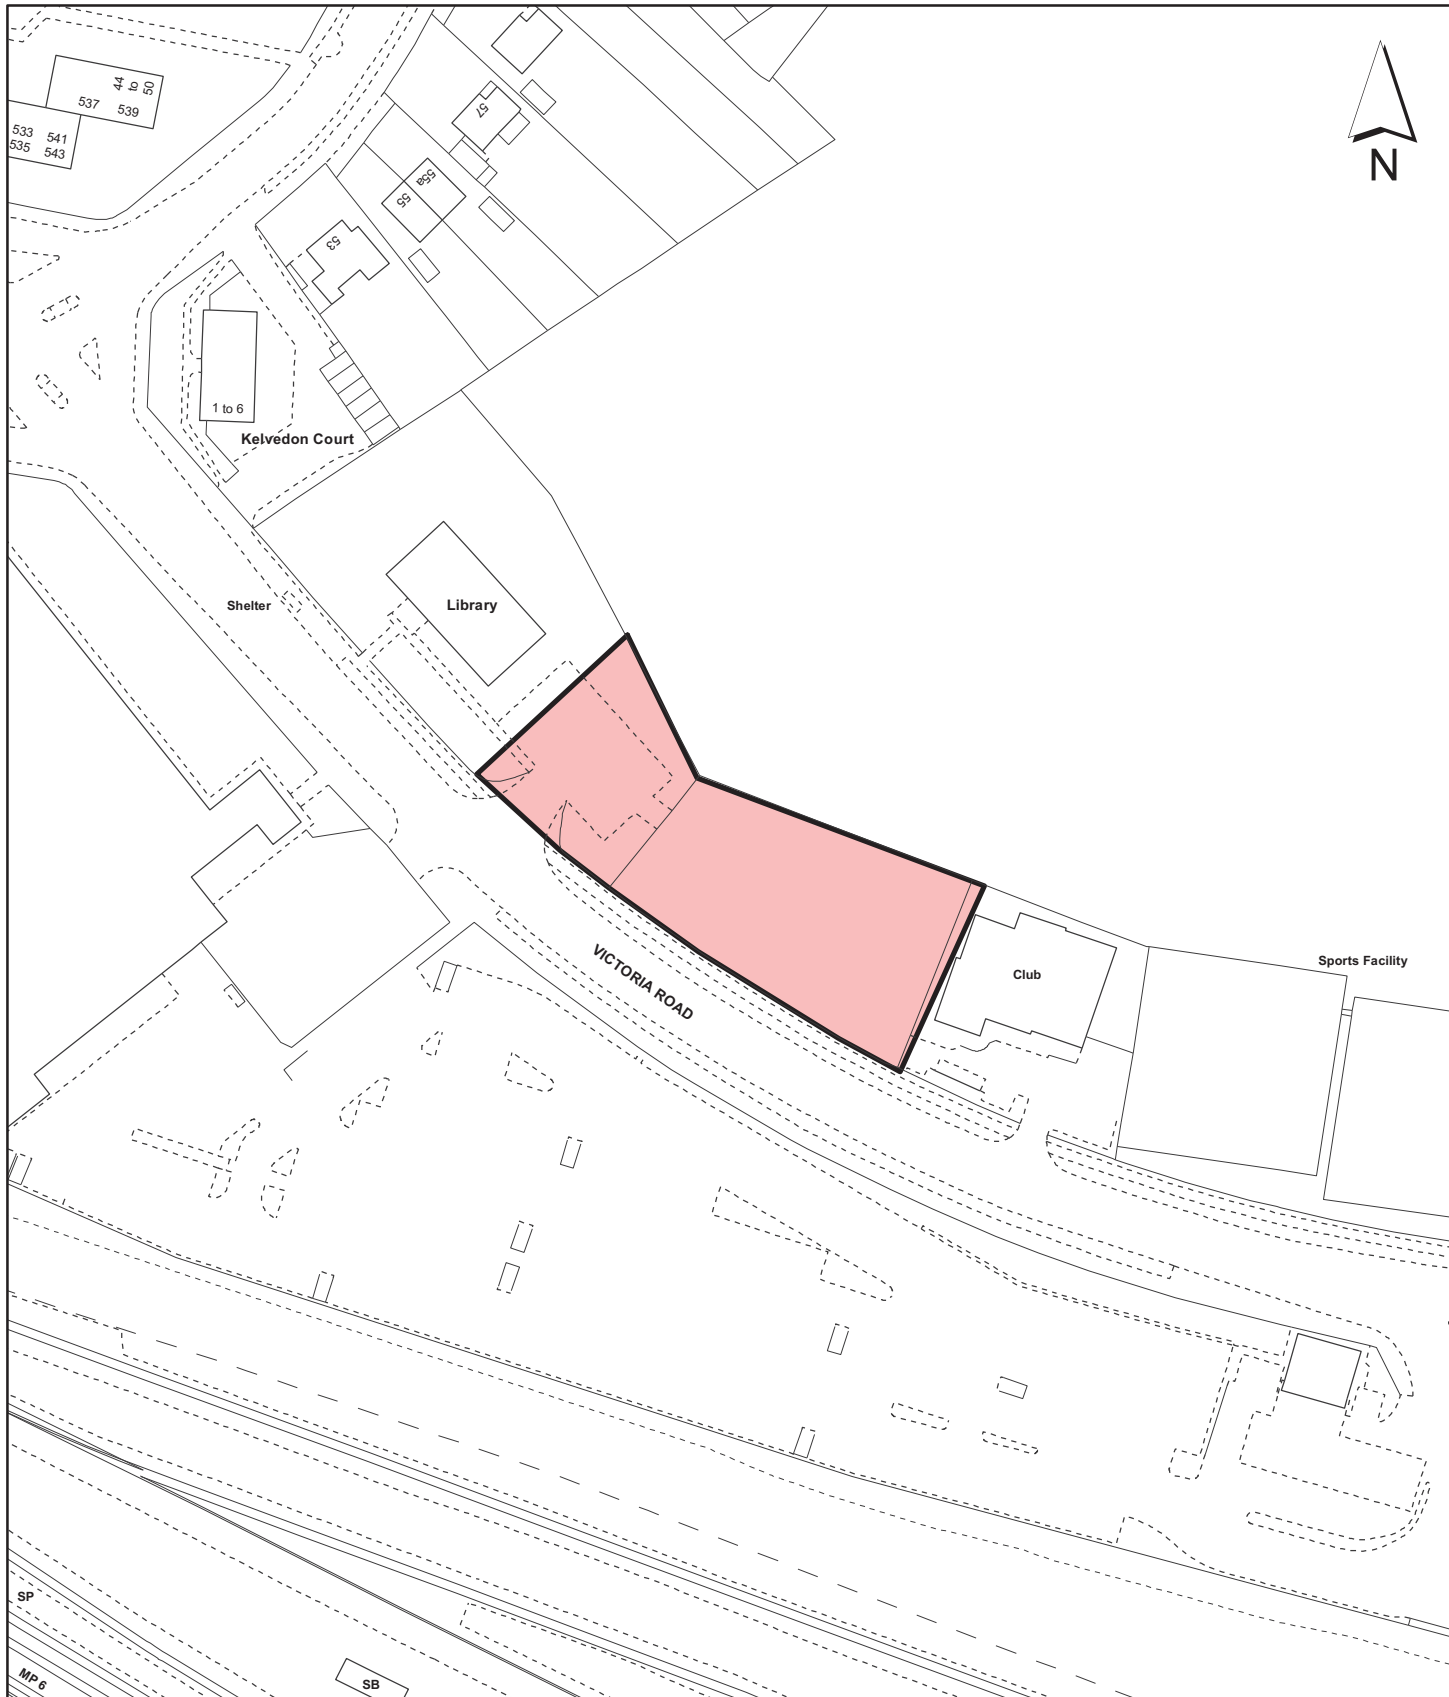 44
to
50
537 539
533 541
535 543
N
57
55a
55
53
1 to 6
Kelvedon Court
Shelter
Library
VICTORIA ROAD
Club
Sports Facility
SP
MP 6
SB